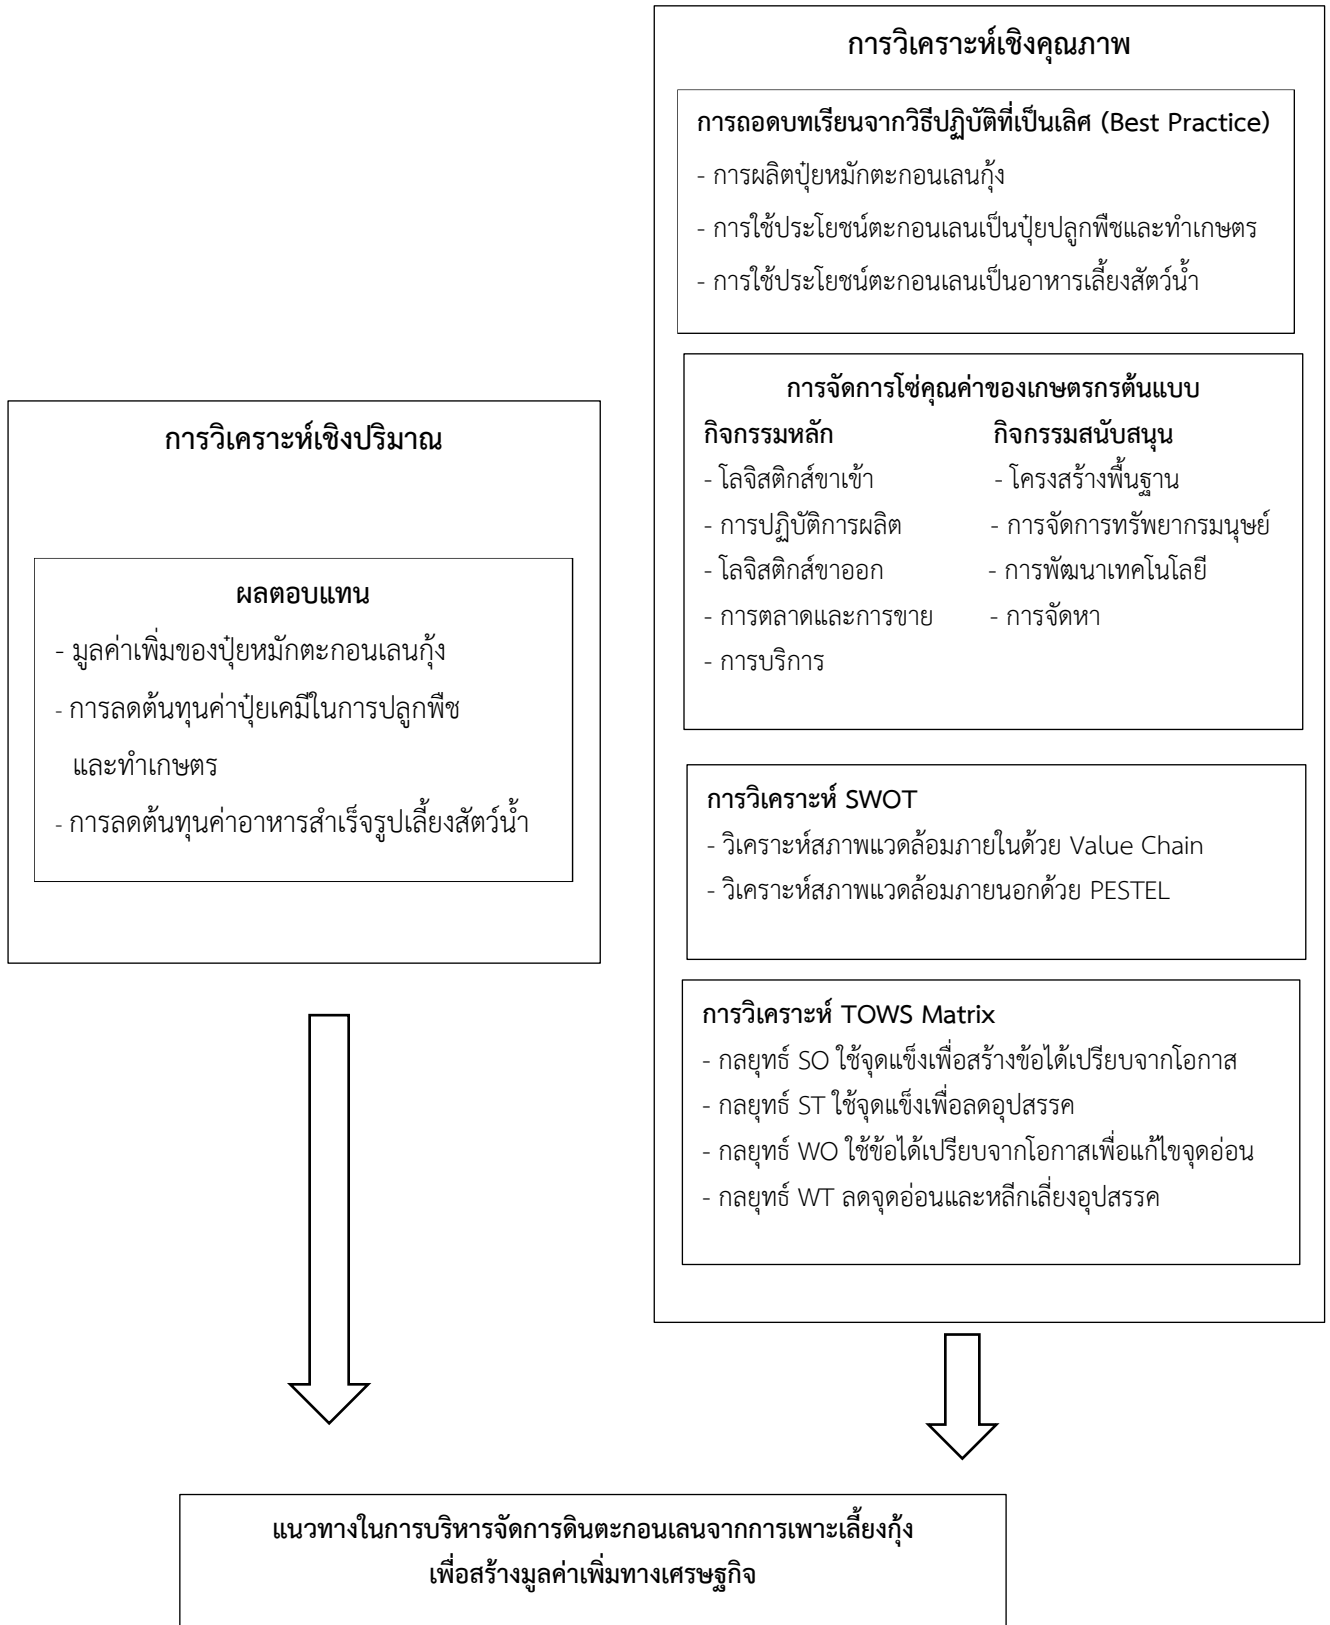 การวิเคราะห์เชิงคุณภาพ
การถอดบทเรียนจากวิธีปฏิบัติที่เป็นเลิศ (Best Practice)
- การผลิตปุ๋ยหมักตะกอนเลนกุ้ง
- การใช้ประโยชน์ตะกอนเลนเป็นปุ๋ยปลูกพืชและทำเกษตร
- การใช้ประโยชน์ตะกอนเลนเป็นอาหารเลี้ยงสัตว์น้ำ
การจัดการโซ่คุณค่าของเกษตรกรต้นแบบ
กิจกรรมหลัก
- โลจิสติกส์ขาเข้า
- การปฏิบัติการผลิต
- โลจิสติกส์ขาออก
- การตลาดและการขาย
- การบริการ
กิจกรรมสนับสนุน
- โครงสร้างพื้นฐาน
- การจัดการทรัพยากรมนุษย์
- การพัฒนาเทคโนโลยี
- การจัดหา
การวิเคราะห์ SWOT
- วิเคราะห์สภาพแวดล้อมภายในด้วย Value Chain
- วิเคราะห์สภาพแวดล้อมภายนอกด้วย PESTEL
การวิเคราะห์ TOWS Matrix
- กลยุทธ์ SO ใช้จุดแข็งเพื่อสร้างข้อได้เปรียบจากโอกาส
- กลยุทธ์ ST ใช้จุดแข็งเพื่อลดอุปสรรค
- กลยุทธ์ WO ใช้ข้อได้เปรียบจากโอกาสเพื่อแก้ไขจุดอ่อน
- กลยุทธ์ WT ลดจุดอ่อนและหลีกเลี่ยงอุปสรรค
การวิเคราะห์เชิงปริมาณ
ผลตอบแทน
- มูลค่าเพิ่มของปุ๋ยหมักตะกอนเลนกุ้ง
- การลดต้นทุนค่าปุ๋ยเคมีในการปลูกพืช
และทำเกษตร
- การลดต้นทุนค่าอาหารสำเร็จรูปเลี้ยงสัตว์น้ำ
แนวทางในการบริหารจัดการดินตะกอนเลนจากการเพาะเลี้ยงกุ้ง
เพื่อสร้างมูลค่าเพิ่มทางเศรษฐกิจ